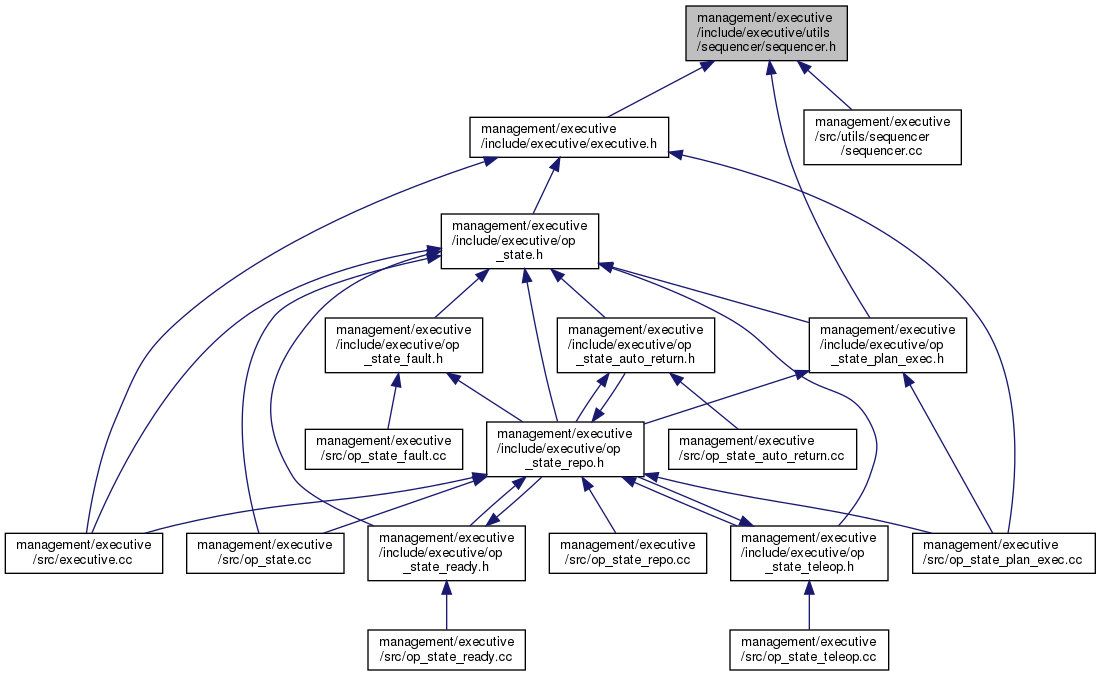 management/executive
/include/executive/utils
/sequencer/sequencer.h
management/executive
/include/executive/executive.h
management/executive
/src/utils/sequencer
/sequencer.cc
management/executive
/include/executive/op
_state.h
management/executive
/include/executive/op
_state_fault.h
management/executive
/include/executive/op
_state_auto_return.h
management/executive
/include/executive/op
_state_plan_exec.h
management/executive
/src/op_state_fault.cc
management/executive
/include/executive/op
_state_repo.h
management/executive
/src/op_state_auto_return.cc
management/executive
/src/executive.cc
management/executive
/src/op_state.cc
management/executive
/include/executive/op
_state_ready.h
management/executive
/src/op_state_repo.cc
management/executive
/include/executive/op
_state_teleop.h
management/executive
/src/op_state_plan_exec.cc
management/executive
/src/op_state_ready.cc
management/executive
/src/op_state_teleop.cc